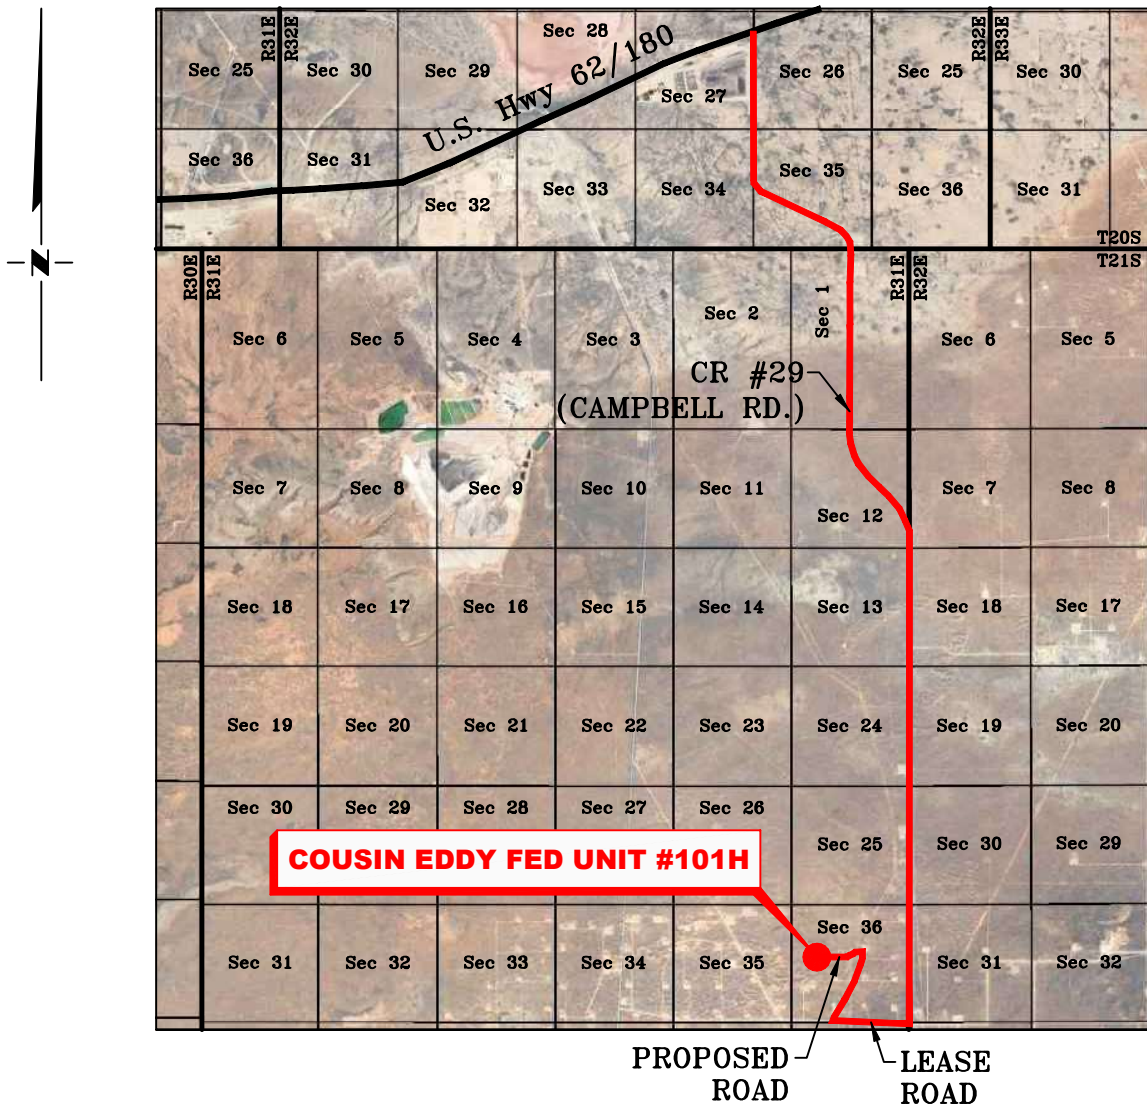 R31E
R32E
Sec 28
R32E
R33E
Sec 25
Sec 30
Sec 29
U.S. Hwy 62/180
Sec 27
Sec 26
Sec 25
Sec 30
Sec 36
Sec 31
Sec 32
Sec 33
Sec 34
Sec 35
Sec 36
Sec 31
T20S
T21S
N
R30E
R31E
R31E
R32E
Sec 6
Sec 5
Sec 4
Sec 3
Sec 2
Sec 1
Sec 6
Sec 5
CR #29
(CAMPBELL RD.)
Sec 7
Sec 8
Sec 9
Sec 10
Sec 11
Sec 12
Sec 7
Sec 8
Sec 18
Sec 17
Sec 16
Sec 15
Sec 14
Sec 13
Sec 18
Sec 17
Sec 19
Sec 20
Sec 21
Sec 22
Sec 23
Sec 24
Sec 19
Sec 20
Sec 30
Sec 29
Sec 28
Sec 27
Sec 26
Sec 25
Sec 30
Sec 29
COUSIN EDDY FED UNIT #101H
Sec 31
Sec 32
Sec 33
Sec 34
Sec 35
Sec 36
Sec 31
Sec 32
PROPOSED
ROAD
LEASE
ROAD